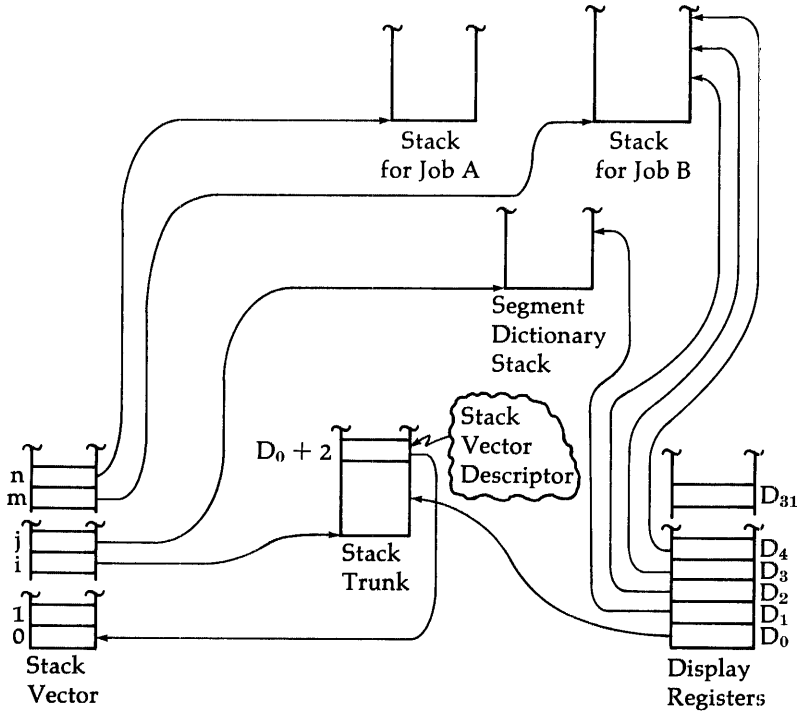 Stack
for Job A
Stack
for Job B
Segment
Dictionary
Stack
Stack
Vector
Descriptor
D₀ + 2
n
m
j
i
1
0
Stack
Trunk
D₃₁
D₄
D₃
D₂
D₁
D₀
Stack
Vector
Display
Registers